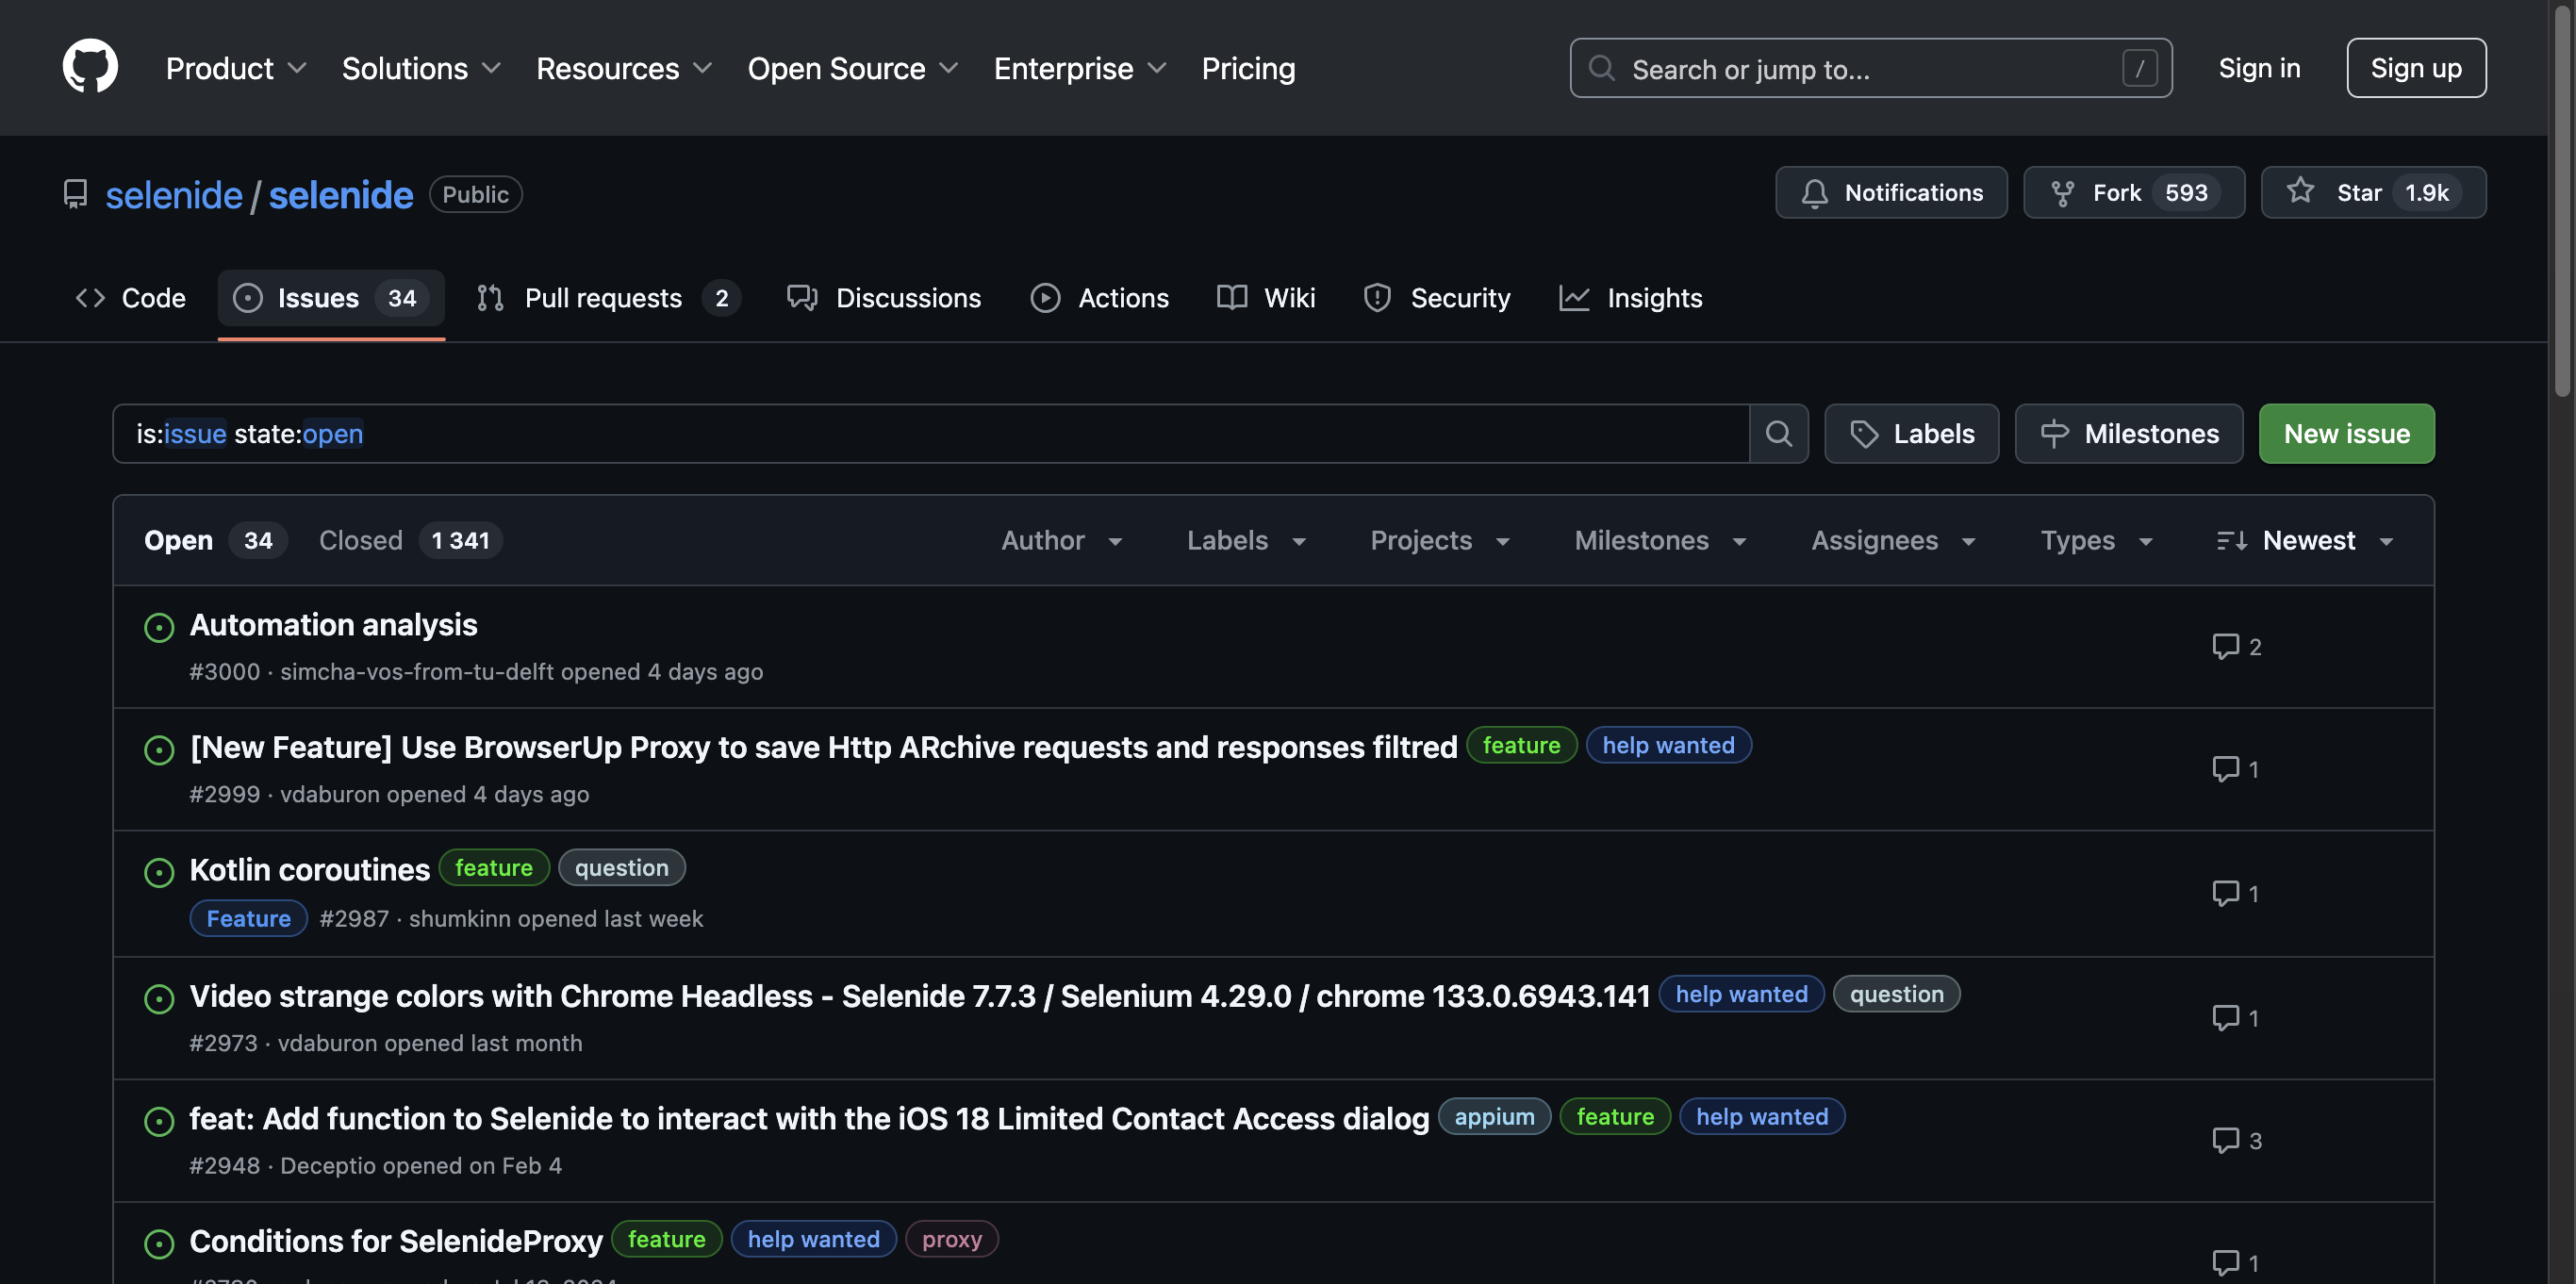 Product Solutions Resources Open Source Enterprise Pricing Search or jump to... / Sign in Sign up
selenide / selenide Public Notifications Fork 593 Star 1.9k
Code Issues 34 Pull requests 2 Discussions Actions Wiki Security Insights
is:issue state:open Labels Milestones New issue
Open 34 Closed 1 341 Author Labels Projects Milestones Assignees Types Newest
Automation analysis
2
#3000 · simcha-vos-from-tu-delft opened 4 days ago
[New Feature] Use BrowserUp Proxy to save Http ARchive requests and responses filtred feature help wanted
1
#2999 · vdaburon opened 4 days ago
Kotlin coroutines feature question
1
Feature #2987 · shumkinn opened last week
Video strange colors with Chrome Headless - Selenide 7.7.3 / Selenium 4.29.0 / chrome 133.0.6943.141 help wanted question
1
#2973 · vdaburon opened last month
feat: Add function to Selenide to interact with the iOS 18 Limited Contact Access dialog appium feature help wanted
3
#2948 · Deceptio opened on Feb 4
Conditions for SelenideProxy feature help wanted proxy
1